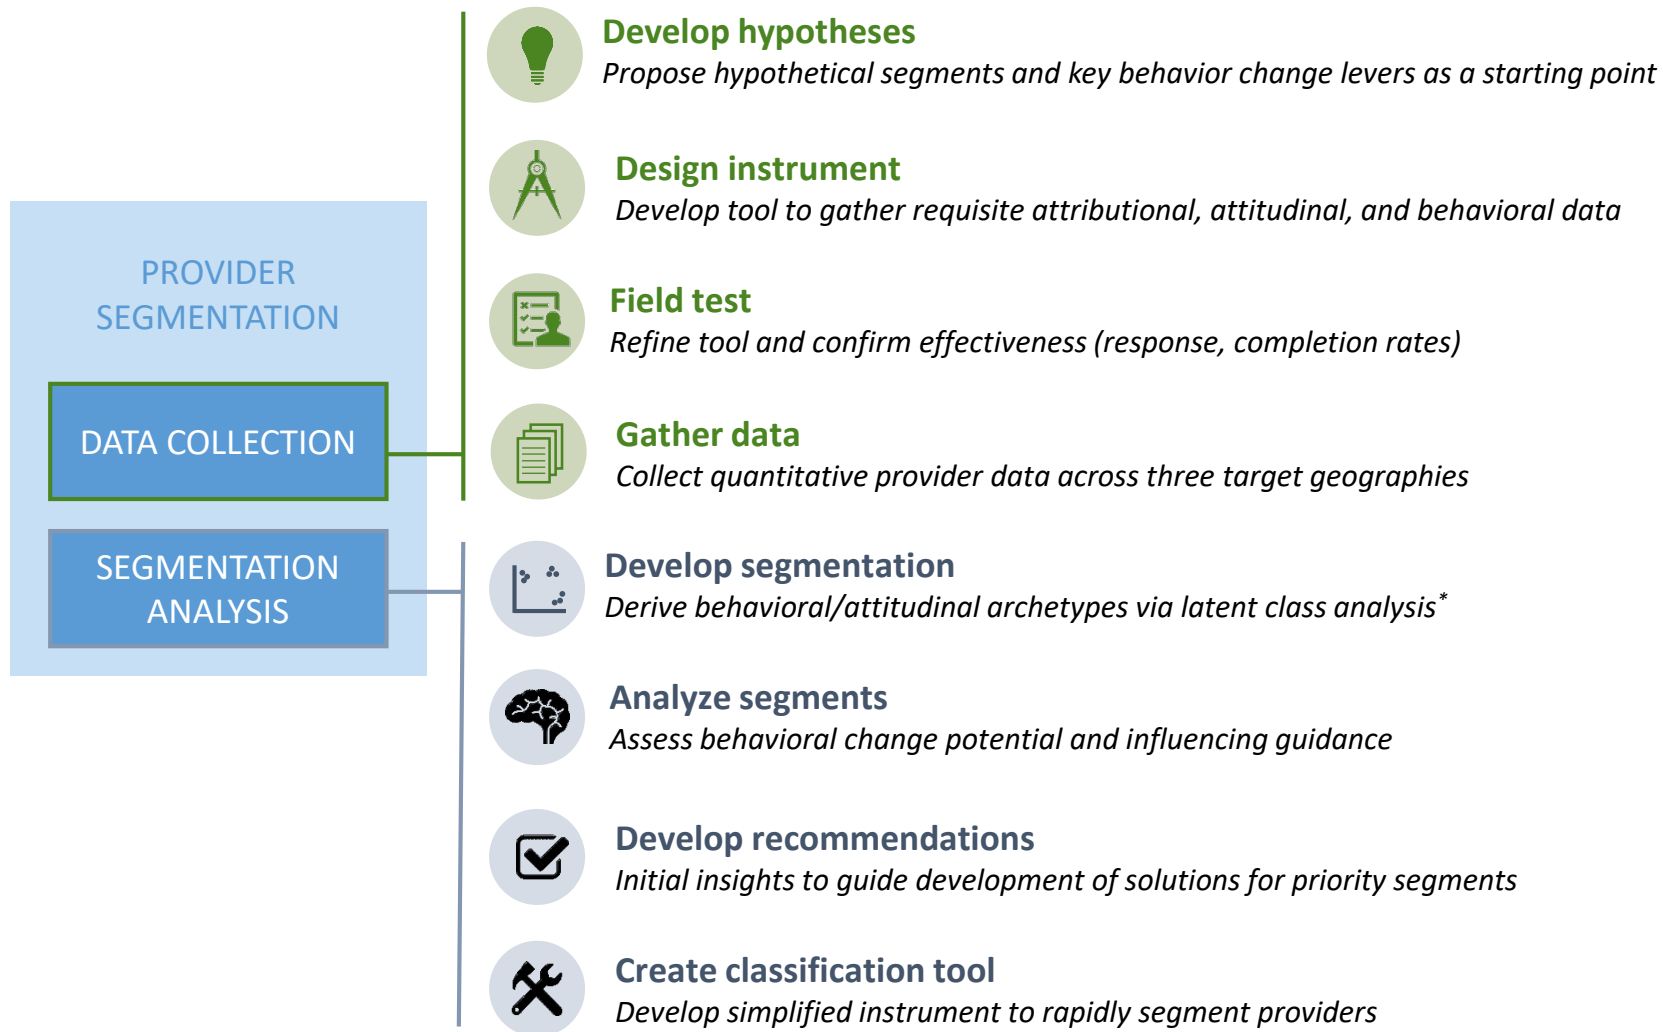 PROVIDER
SEGMENTATION
DATA COLLECTION
Develop hypotheses
Propose hypothetical segments and key behavior change levers as a starting point
Design instrument
Develop tool to gather requisite attributional, attitudinal, and behavioral data
Field test
Refine tool and confirm effectiveness (response, completion rates)
Gather data
Collect quantitative provider data across three target geographies
SEGMENTATION
ANALYSIS
Develop segmentation
Derive behavioral/attitudinal archetypes via latent class analysis*
Analyze segments
Assess behavioral change potential and influencing guidance
Develop recommendations
Initial insights to guide development of solutions for priority segments
Create classification tool
Develop simplified instrument to rapidly segment providers